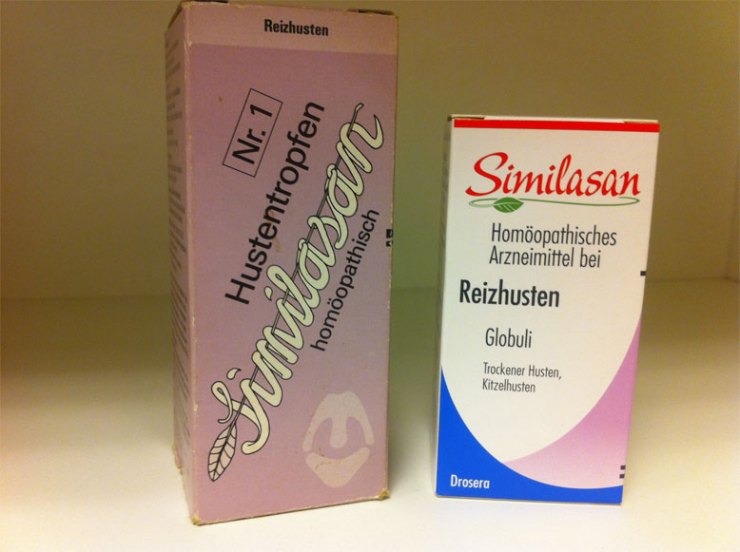 Reizhusten
Nr. 1
Hustentropfen
Similasan
homöopathisch
Similasan
Homöopathisches
Arzneimittel bei
Reizhusten
Globuli
Trockener Husten,
Kitzelhusten
Drosera